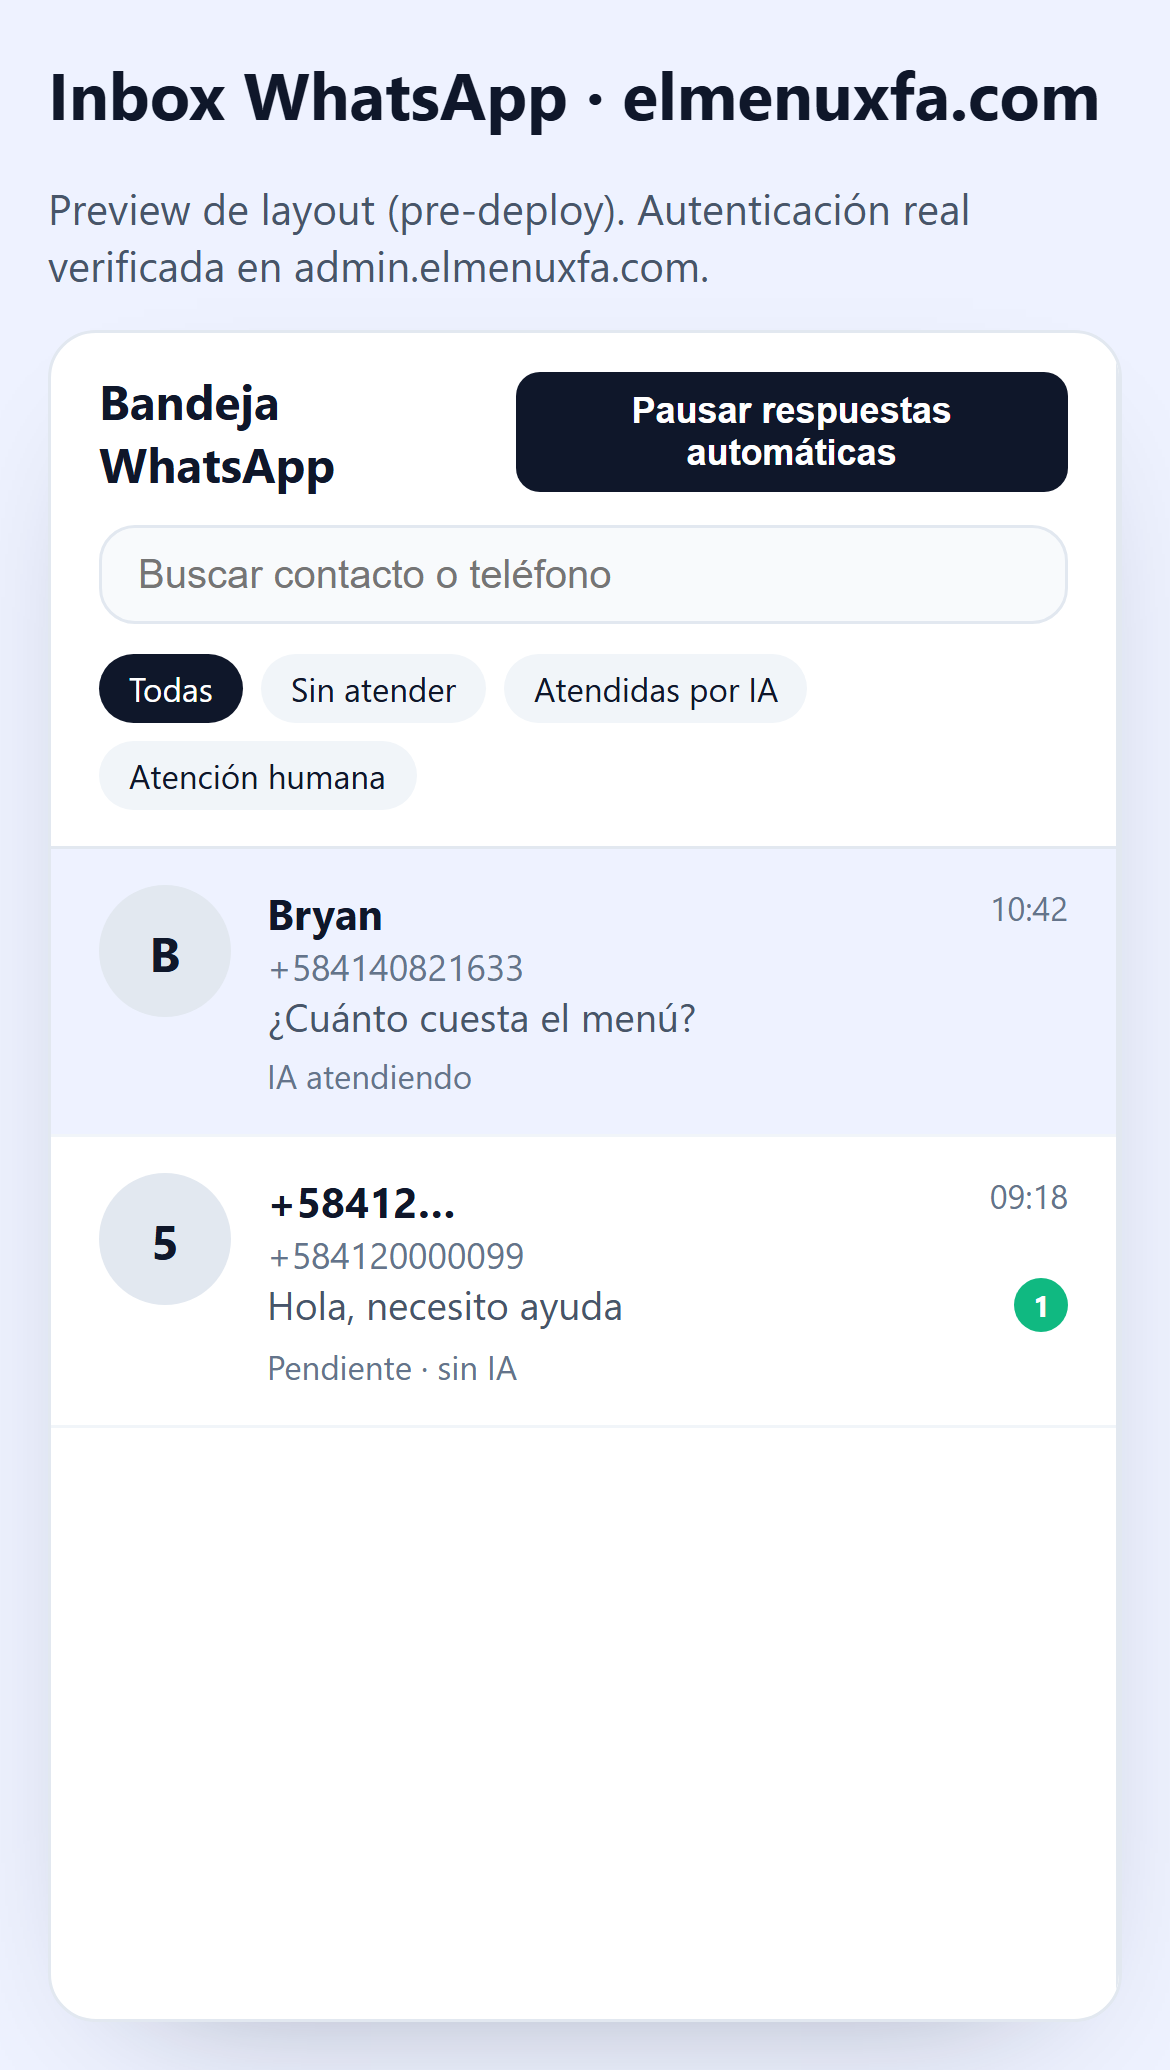 Inbox WhatsApp · elmenuxfa.com
Preview de layout (pre-deploy). Autenticación real
verificada en admin.elmenuxfa.com.
Bandeja
WhatsApp
Pausar respuestas
automáticas
Buscar contacto o teléfono
Todas
Sin atender
Atendidas por IA
Atención humana
B
Bryan
10:42
+584140821633
¿Cuánto cuesta el menú?
IA atendiendo
5
+58412...
09:18
+584120000099
Hola, necesito ayuda
1
Pendiente · sin IA